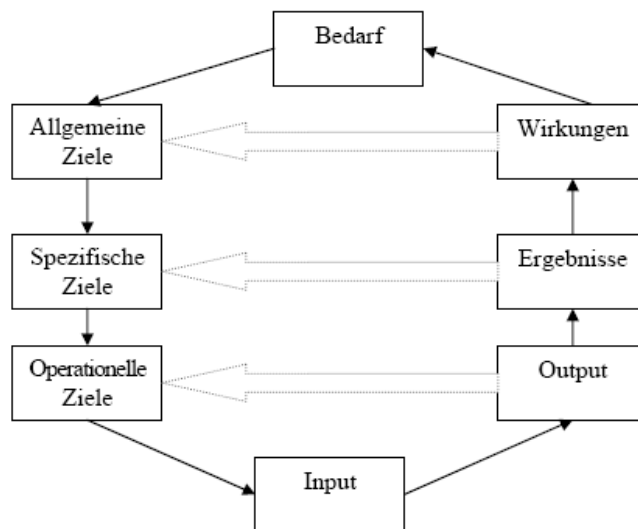 Bedarf
Allgemeine
Ziele
Wirkungen
Spezifische
Ziele
Ergebnisse
Operationelle
Ziele
Output
Input